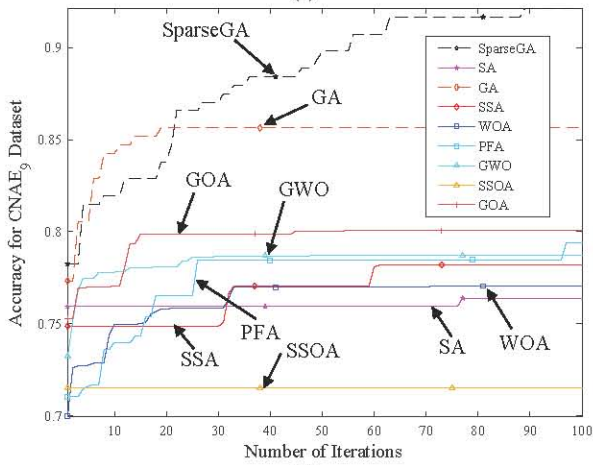 0.9
0.85
0.8
0.75
0.7
Accuracy for CNAE_9 Dataset
SparseGA
GA
GOA
GWO
SSA
PFA
SSOA
SA
WOA
SparseGA
SA
GA
SSA
WOA
PFA
GWO
SSOA
GOA
10 20 30 40 50 60 70 80 90 100
Number of Iterations